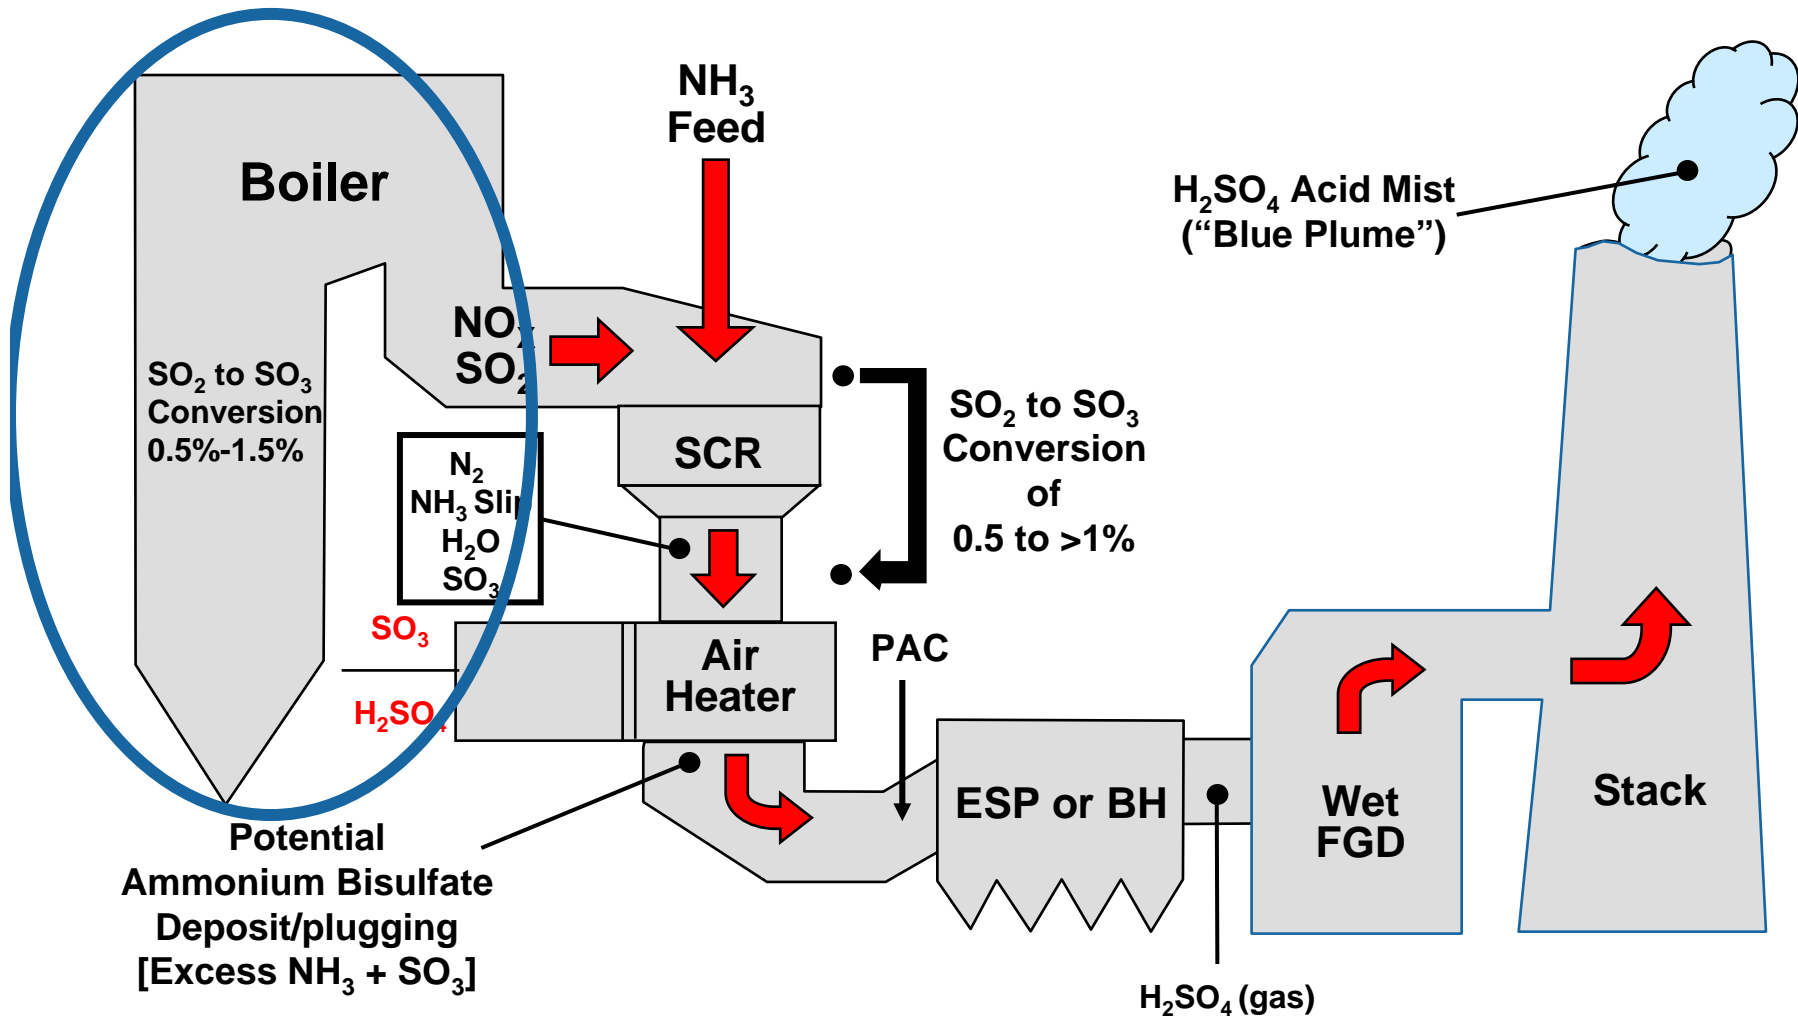 Boiler
NH₃
Feed
H₂SO₄ Acid Mist
(“Blue Plume”)
NOₓ
SO₂
SO₂ to SO₃
Conversion
0.5%-1.5%
SCR
SO₂ to SO₃
Conversion
of
0.5 to >1%
N₂
NH₃ Slip
H₂O
SO₃
SO₃
H₂SO₄
Air
Heater
PAC
ESP or BH
Wet
FGD
Stack
Potential
Ammonium Bisulfate
Deposit/plugging
[Excess NH₃ + SO₃]
H₂SO₄ (gas)